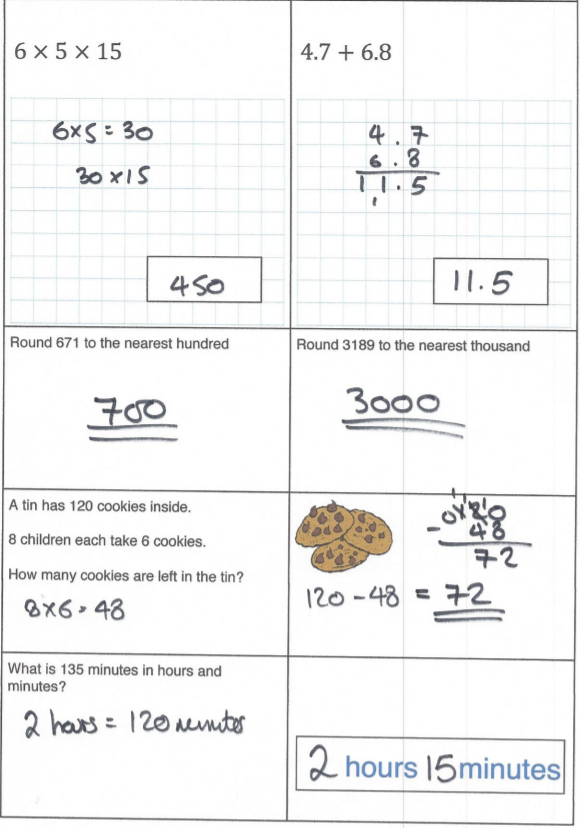 6 × 5 × 15
6×5=30
30×15
450
4.7 + 6.8
4.7
6.8
11.5
1
11.5
Round 671 to the nearest hundred
700
Round 3189 to the nearest thousand
3000
A tin has 120 cookies inside.
8 children each take 6 cookies.
How many cookies are left in the tin?
8×6=48
120
- 48
72
120-48 = 72
What is 135 minutes in hours and
minutes?
2 hours = 120 minutes
2 hours 15 minutes